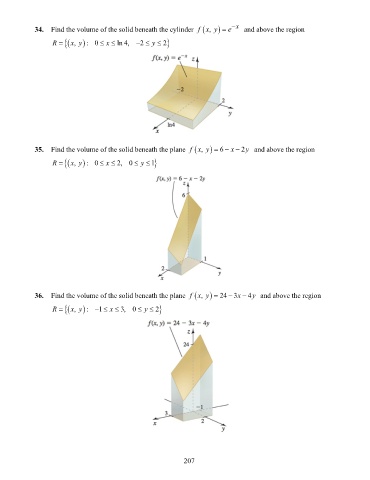 34. Find the volume of the solid beneath the cylinder f(x, y) = e^{-x} and above the region
R = {(x, y): 0 ≤ x ≤ ln 4, −2 ≤ y ≤ 2}
f(x, y) = e^{-x} z
−2
2
y
ln4
x
35. Find the volume of the solid beneath the plane f(x, y) = 6 − x − 2y and above the region
R = {(x, y): 0 ≤ x ≤ 2, 0 ≤ y ≤ 1}
f(x, y) = 6 − x − 2y
z
6
1
2
y
x
36. Find the volume of the solid beneath the plane f(x, y) = 24 − 3x − 4y and above the region
R = {(x, y): −1 ≤ x ≤ 3, 0 ≤ y ≤ 2}
f(x, y) = 24 − 3x − 4y
z
24
−1
3
x
2
y
207